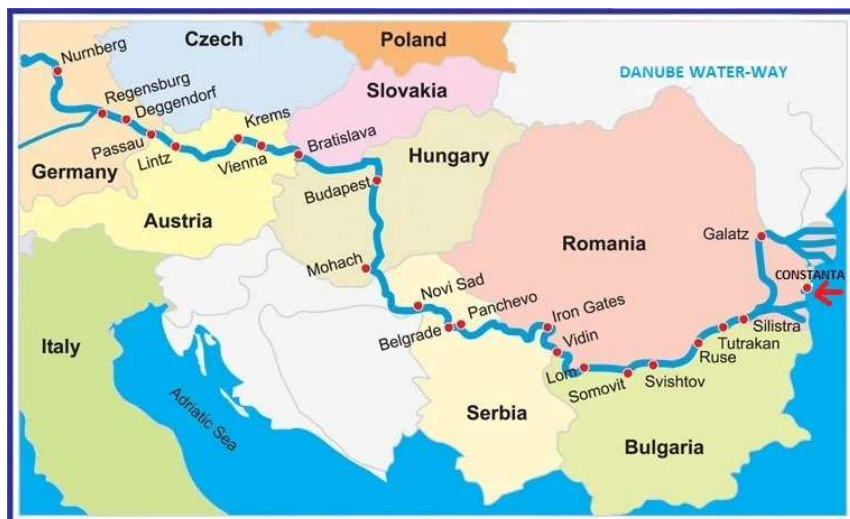 Czech
Poland
Nurnberg
DANUBE WATER-WAY
Slovakia
Regensburg
Deggendorf
Krems
Passau
Bratislava
Lintz
Vienna
Germany
Hungary
Budapest
Austria
Galatz
Romania
Mohach
CONSTANTA
Novi Sad
Panchevo
Iron Gates
Belgrade
Vidin
Silistra
Tutrakan
Italy
Ruse
Lom
Somovit
Svishtov
Adriatic Sea
Serbia
Bulgaria